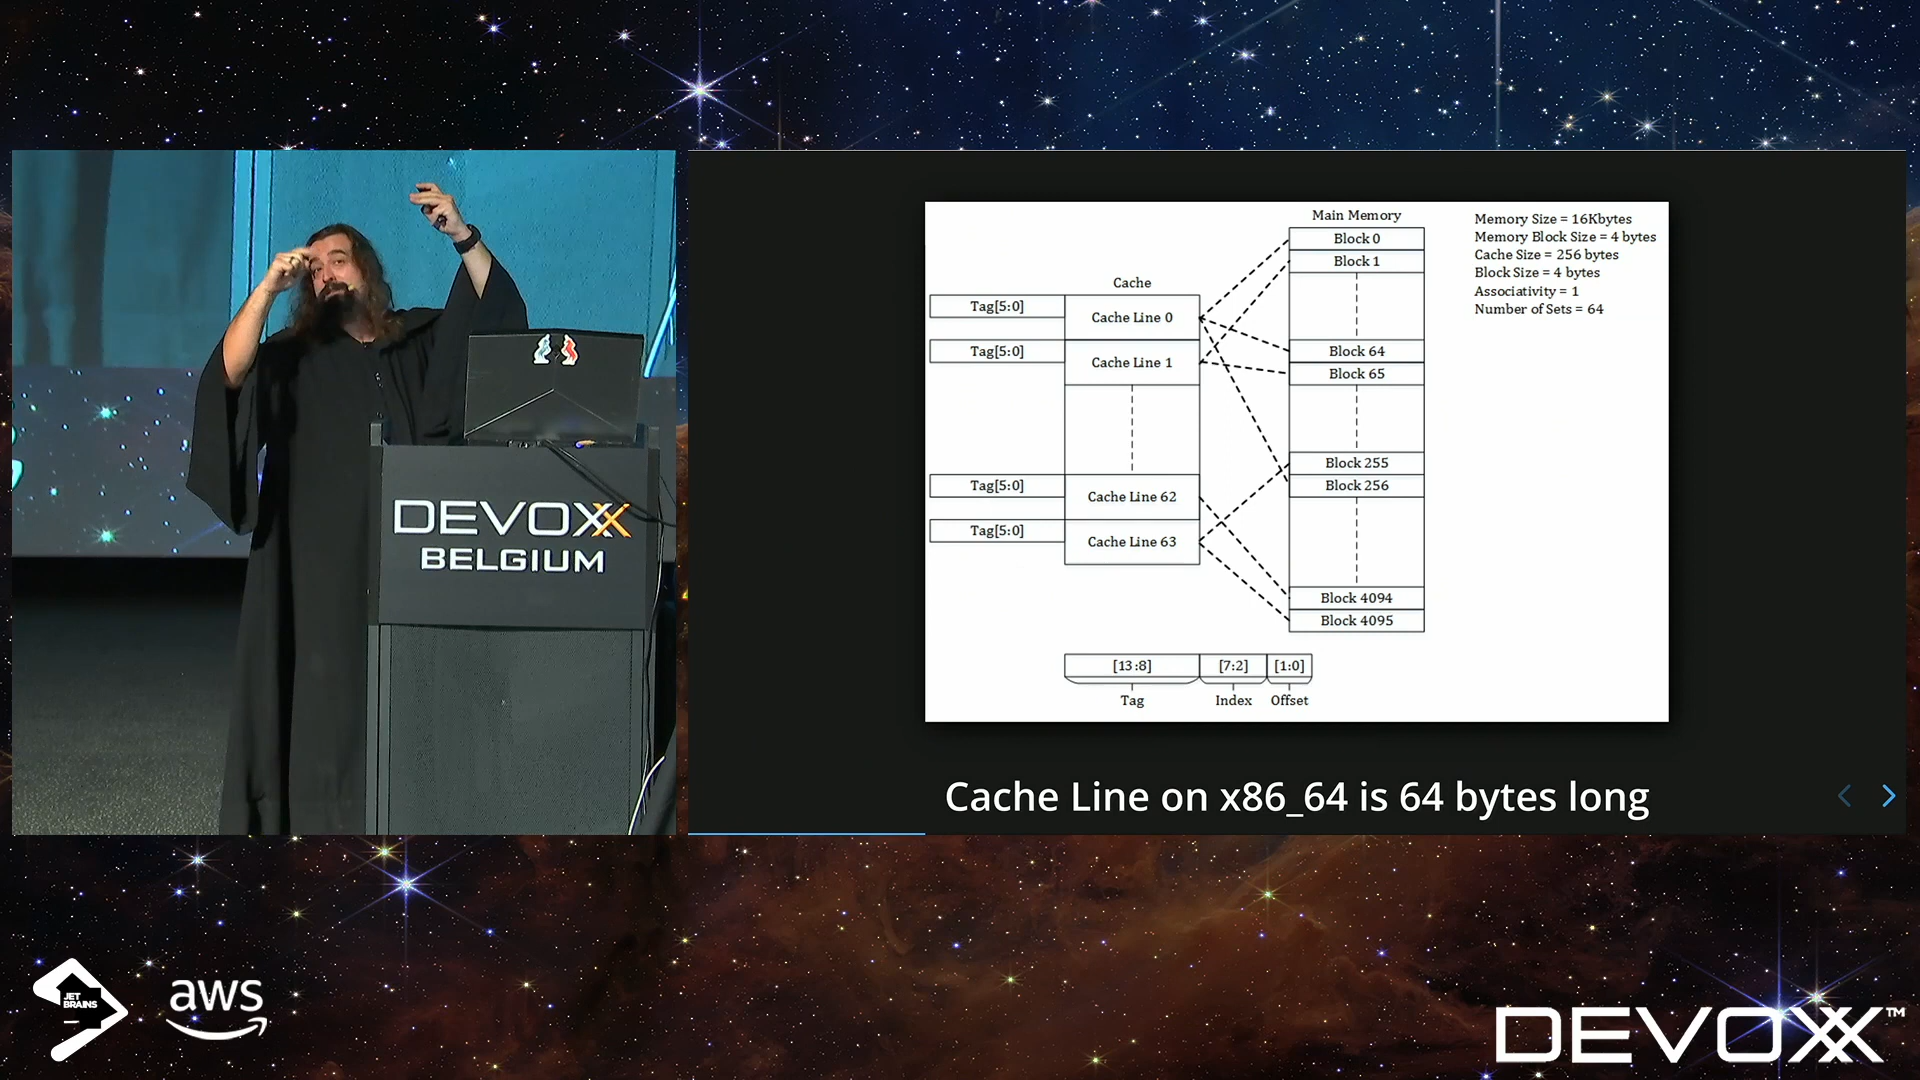 Main Memory
Memory Size = 16Kbytes
Memory Block Size = 4 bytes
Cache Size = 256 bytes
Block Size = 4 bytes
Associativity = 1
Number of Sets = 64
Block 0
Block 1
Cache
Tag[5:0]
Cache Line 0
Tag[5:0]
Cache Line 1
Block 64
Block 65
Block 255
Block 256
Tag[5:0]
Cache Line 62
Tag[5:0]
Cache Line 63
Block 4094
Block 4095
[13:8]
[7:2]
[1:0]
Tag
Index
Offset
Cache Line on x86_64 is 64 bytes long
DEVOXX
BELGIUM
JET
BRAINS
aws
DEVOXX™